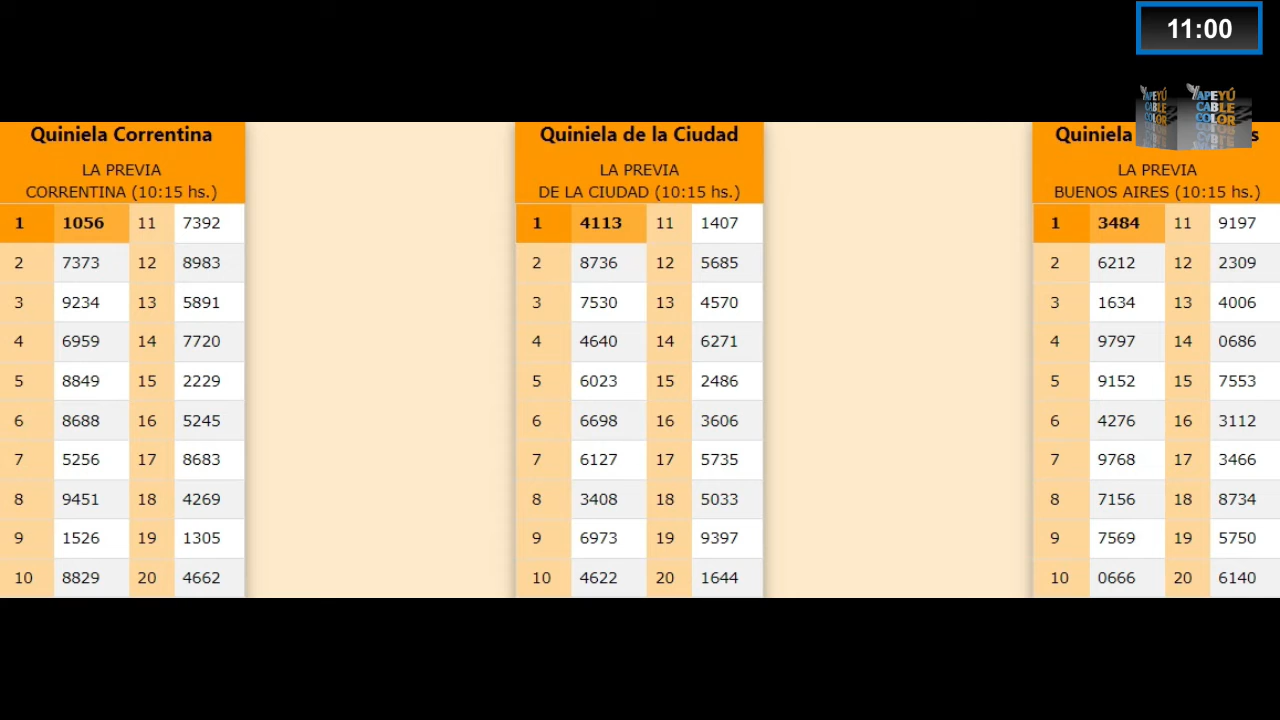 11:00
YAPEYÚ
CABLE
COLOR
YAPEYÚ
CABLE
COLOR
Quiniela Correntina
LA PREVIA
CORRENTINA (10:15 hs.)
1 1056 11 7392
2 7373 12 8983
3 9234 13 5891
4 6959 14 7720
5 8849 15 2229
6 8688 16 5245
7 5256 17 8683
8 9451 18 4269
9 1526 19 1305
10 8829 20 4662
Quiniela de la Ciudad
LA PREVIA
DE LA CIUDAD (10:15 hs.)
1 4113 11 1407
2 8736 12 5685
3 7530 13 4570
4 4640 14 6271
5 6023 15 2486
6 6698 16 3606
7 6127 17 5735
8 3408 18 5033
9 6973 19 9397
10 4622 20 1644
Quiniela
LA PREVIA
BUENOS AIRES (10:15 hs.)
1 3484 11 9197
2 6212 12 2309
3 1634 13 4006
4 9797 14 0686
5 9152 15 7553
6 4276 16 3112
7 9768 17 3466
8 7156 18 8734
9 7569 19 5750
10 0666 20 6140